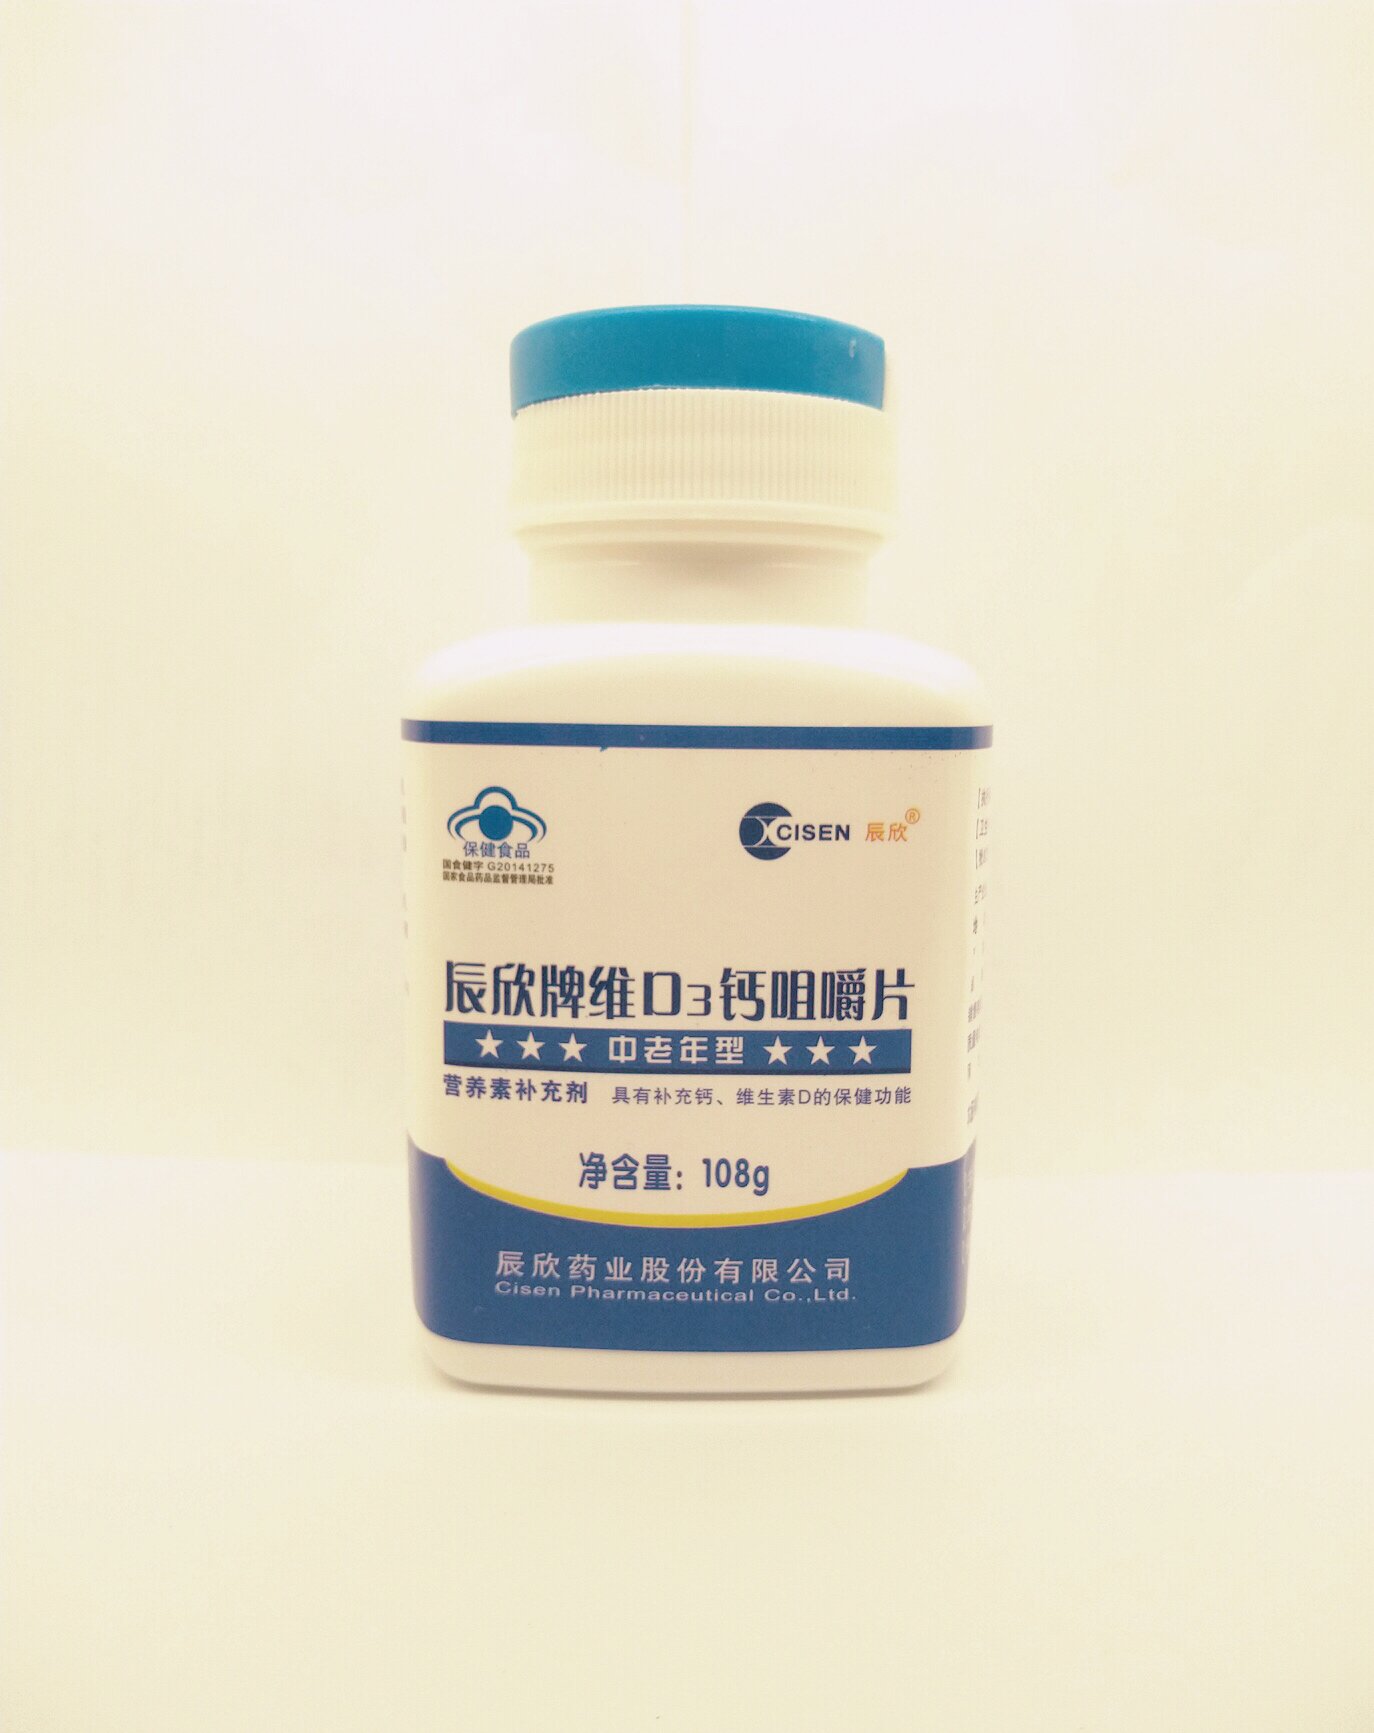 保健食品
国食健字 G20141275
国家食品药品监督管理局批准
CISEN 辰欣®
辰欣牌维D3钙咀嚼片
★★★ 中老年型 ★★★
营养素补充剂 具有补充钙、维生素D的保健功能
净含量：108g
辰欣药业股份有限公司
Cisen Pharmaceutical Co.,Ltd.